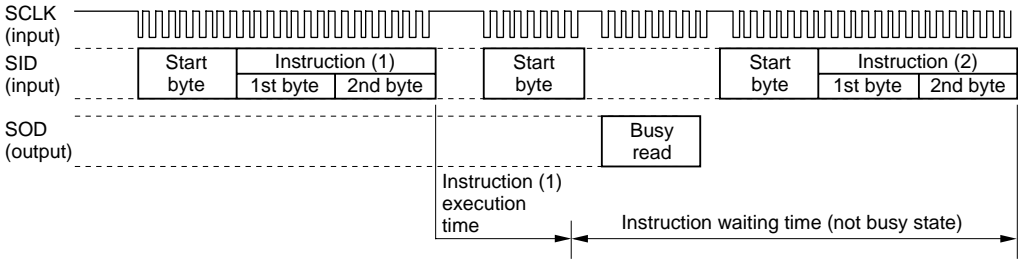 SCLK
(input)
SID
(input)
Start
byte
Instruction (1)
1st byte
2nd byte
Start
byte
Start
byte
Instruction (2)
1st byte
2nd byte
SOD
(output)
Busy
read
Instruction (1)
execution
time
Instruction waiting time (not busy state)